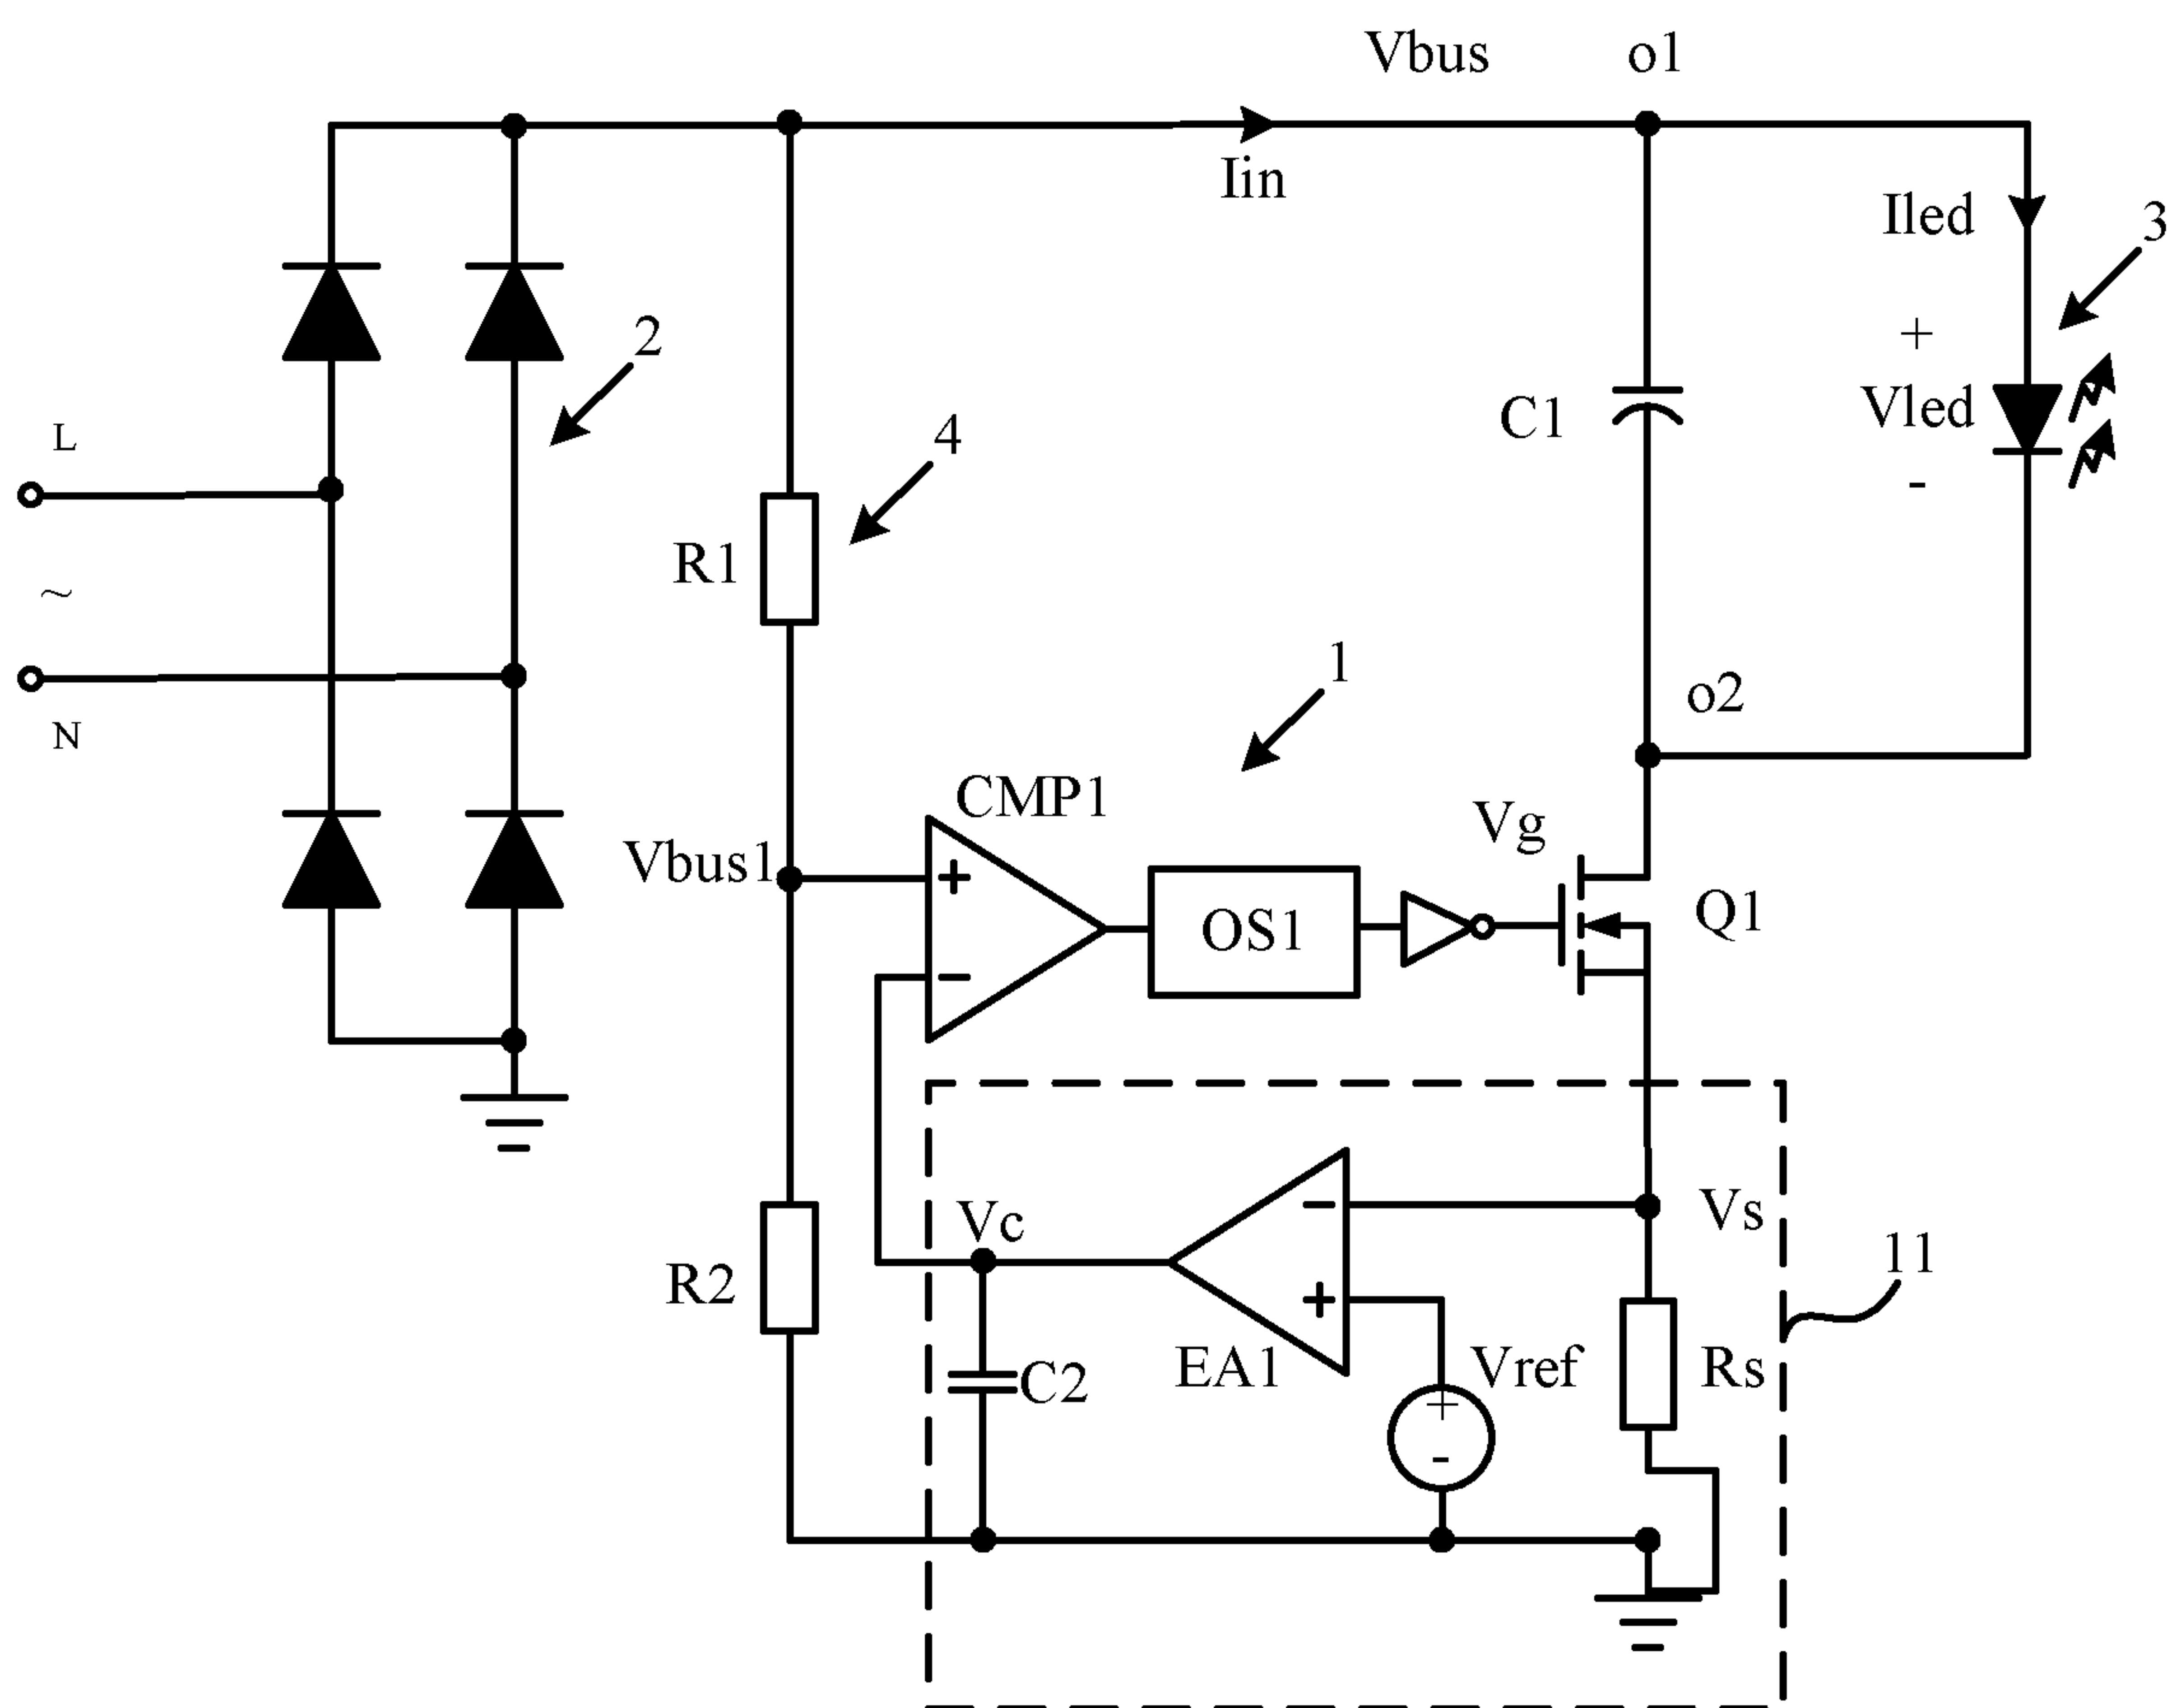 Vbus o1
Iin
Iled
3
2
+
Vled
-
C1
4
L
R1
~
N
1
o2
CMP1
Vg
Vbus1
+
OS1
Q1
-
Vc
-
Vs
11
R2
+
EA1
Vref
Rs
C2
+
-